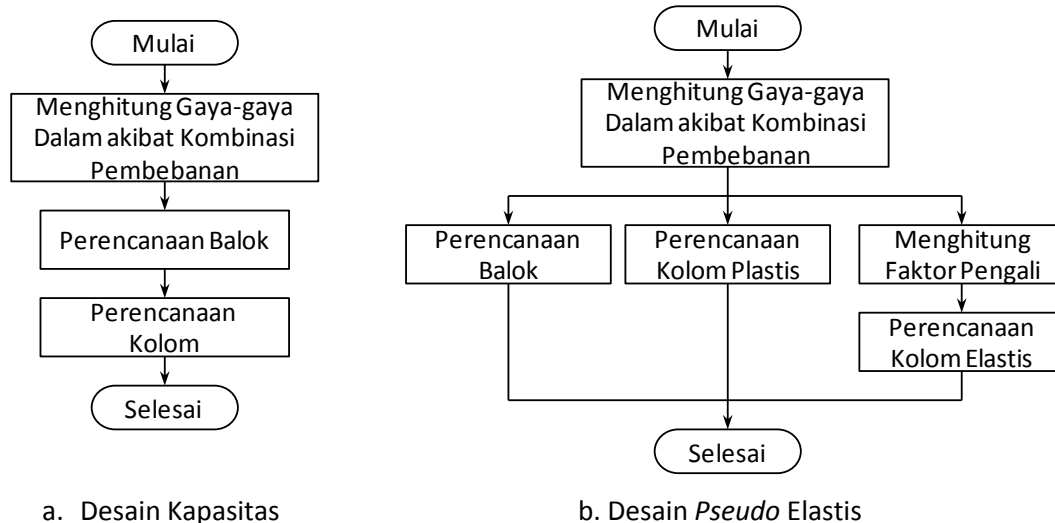 Mulai
Menghitung Gaya-gaya
Dalam akibat Kombinasi
Pembebanan
Perencanaan Balok
Perencanaan
Kolom
Selesai
a. Desain Kapasitas
Mulai
Menghitung Gaya-gaya
Dalam akibat Kombinasi
Pembebanan
Perencanaan
Balok
Perencanaan
Kolom Plastis
Menghitung
Faktor Pengali
Perencanaan
Kolom Elastis
Selesai
b. Desain Pseudo Elastis